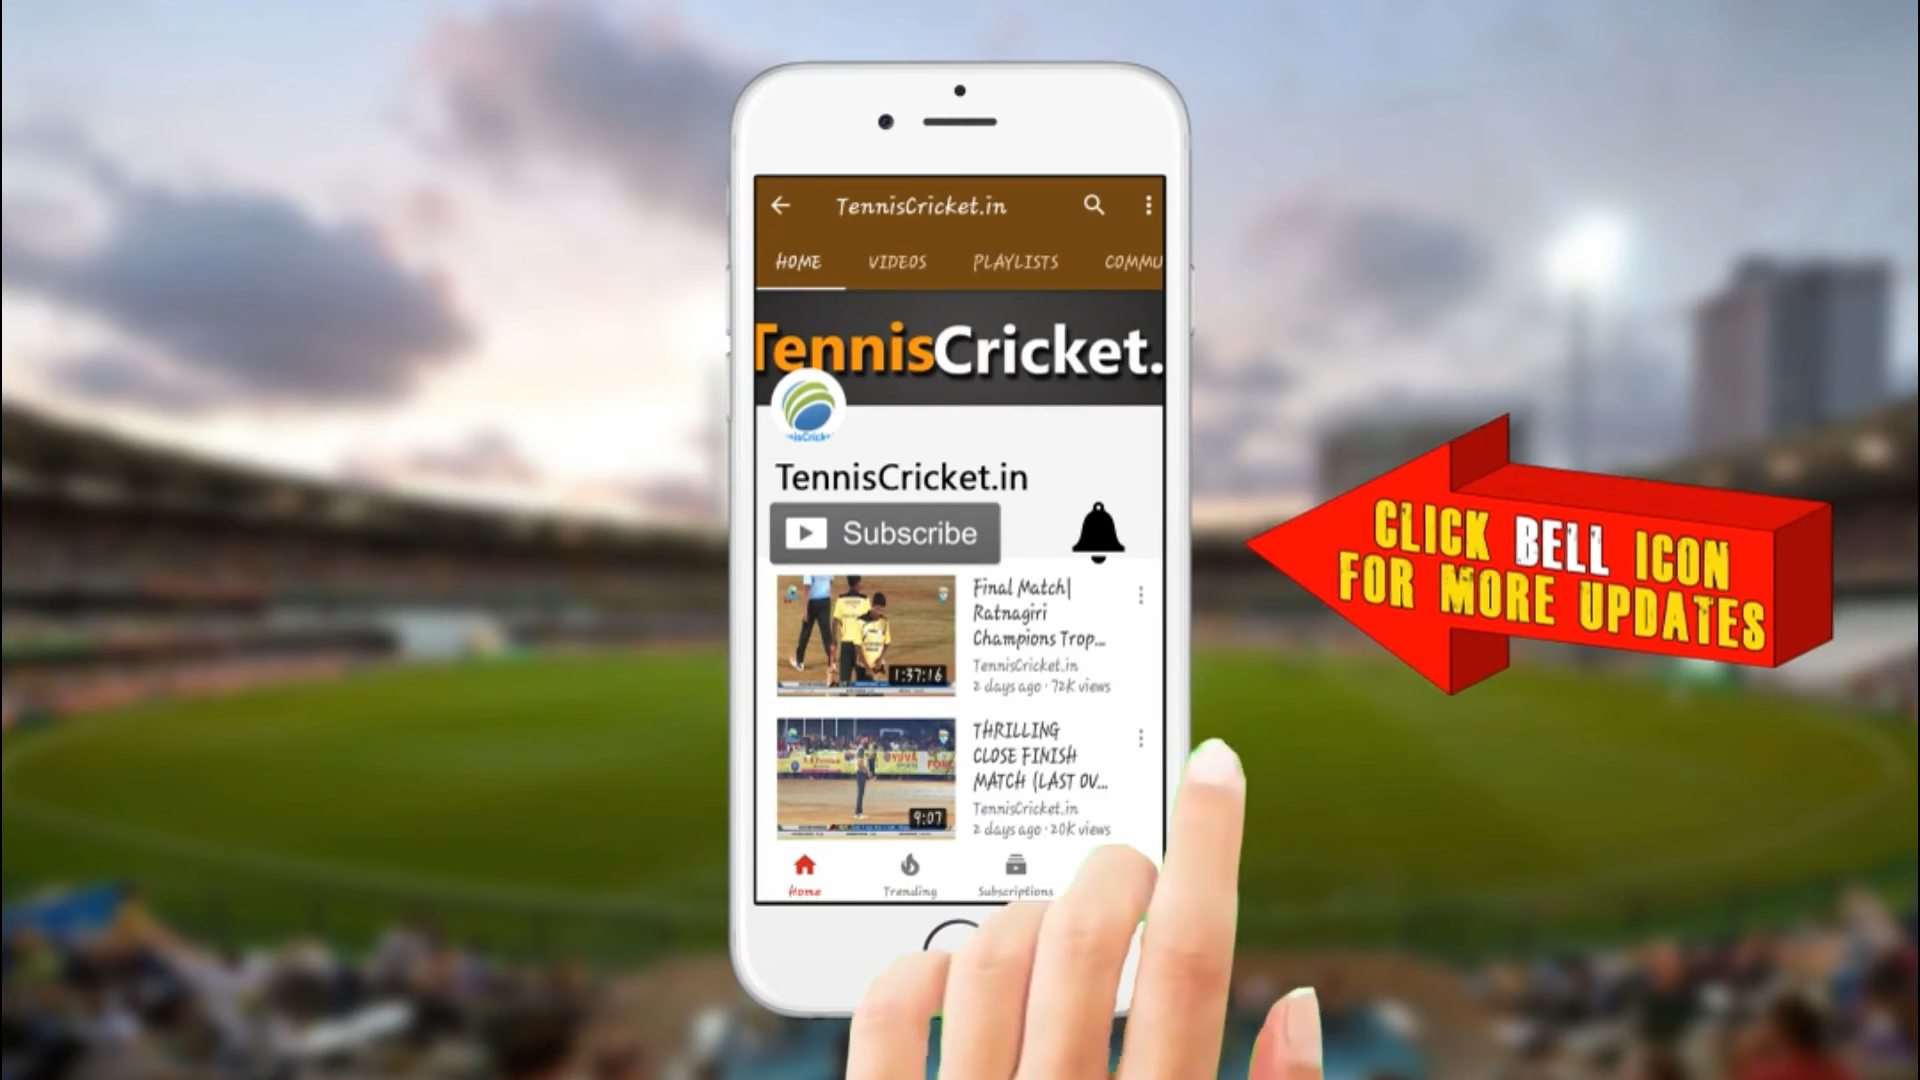 TennisCricket.in
HOME VIDEOS PLAYLISTS COMMU
TennisCricket.
TennisCricket.in
Subscribe
Final Match|
Ratnagiri
Champions Trop...
TennisCricket.in
2 days ago · 72K views
1:37:16
THRILLING
CLOSE FINISH
MATCH (LAST OV...
TennisCricket.in
2 days ago · 20K views
9:07
Home Trending Subscriptions
CLICK BELL ICON
FOR MORE UPDATES